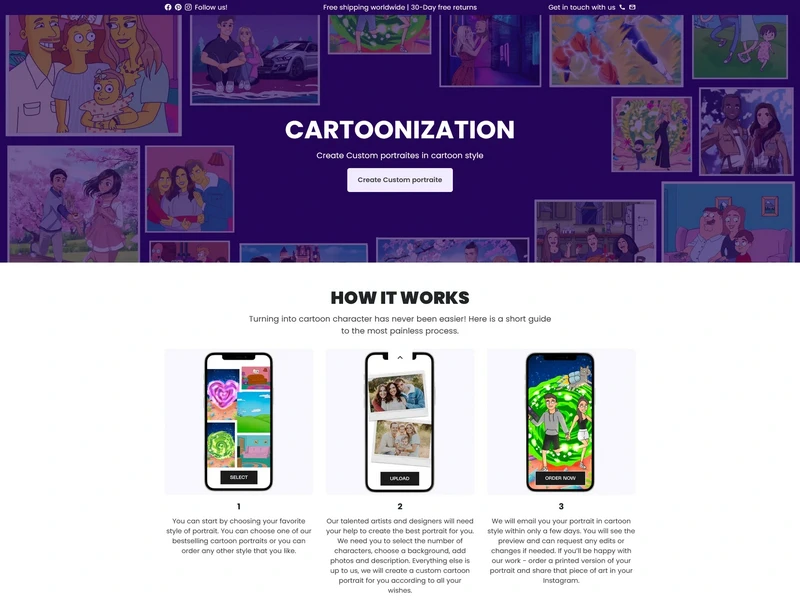 Follow us!
Free shipping worldwide | 30-Day free returns
Get in touch with us
CARTOONIZATION
Create Custom portraites in cartoon style
Create Custom portraite
HOW IT WORKS
Turning into cartoon character has never been easier! Here is a short guide
to the most painless process.
SELECT
UPLOAD
ORDER NOW
1
You can start by choosing your favorite
style of portrait. You can choose one of our
bestselling cartoon portraits or you can
order any other style that you like.
2
Our talented artists and designers will need
your help to create the best portrait for you.
We need you to select the number of
characters, choose a background, add
photos and description. Everything else is
up to us, we will create a custom cartoon
portrait for you according to all your
wishes.
3
We will email you your portrait in cartoon
style within only a few days. You will see the
preview and can request any edits or
changes if needed. If you'll be happy with
our work - order a printed version of your
portrait and share that piece of art in your
Instagram.